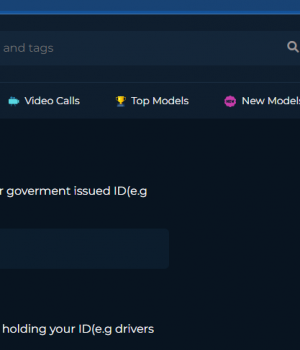 and tags
Video Calls Top Models New Models
r goverment issued ID(e.g
holding your ID(e.g drivers